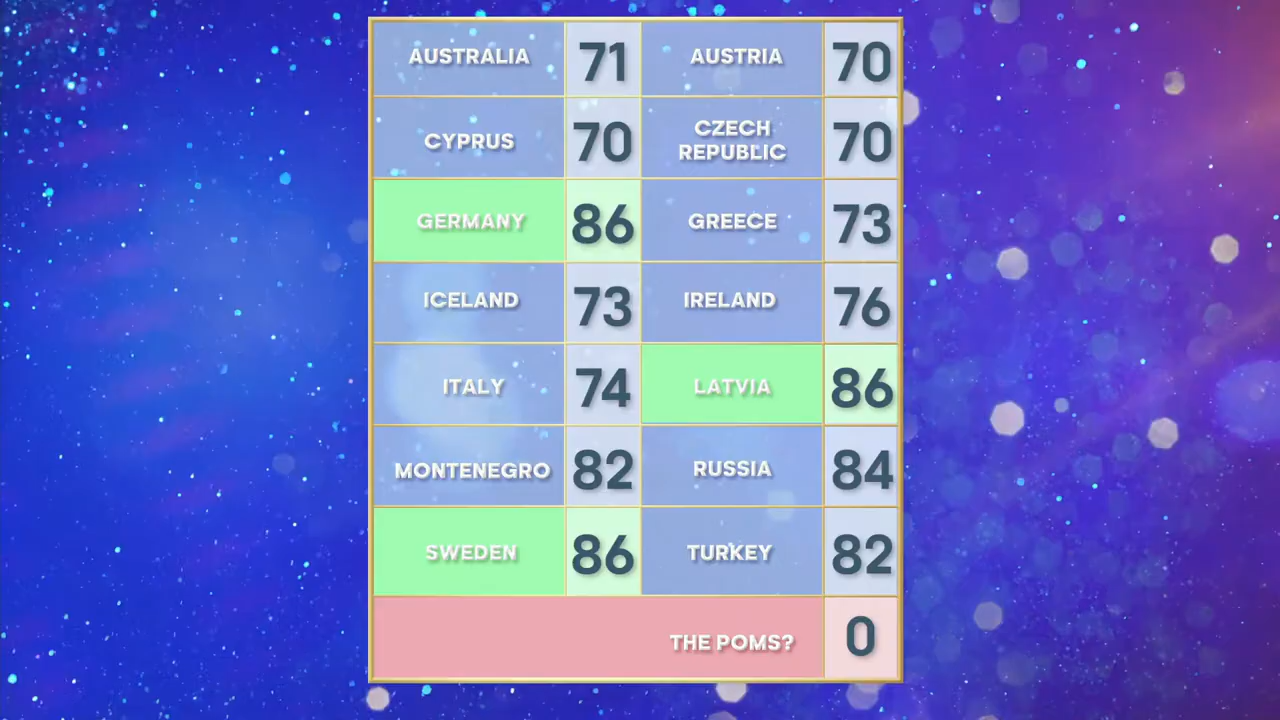 AUSTRALIA 71 AUSTRIA 70
CYPRUS 70 CZECH REPUBLIC 70
GERMANY 86 GREECE 73
ICELAND 73 IRELAND 76
ITALY 74 LATVIA 86
MONTENEGRO 82 RUSSIA 84
SWEDEN 86 TURKEY 82
THE POMS? 0